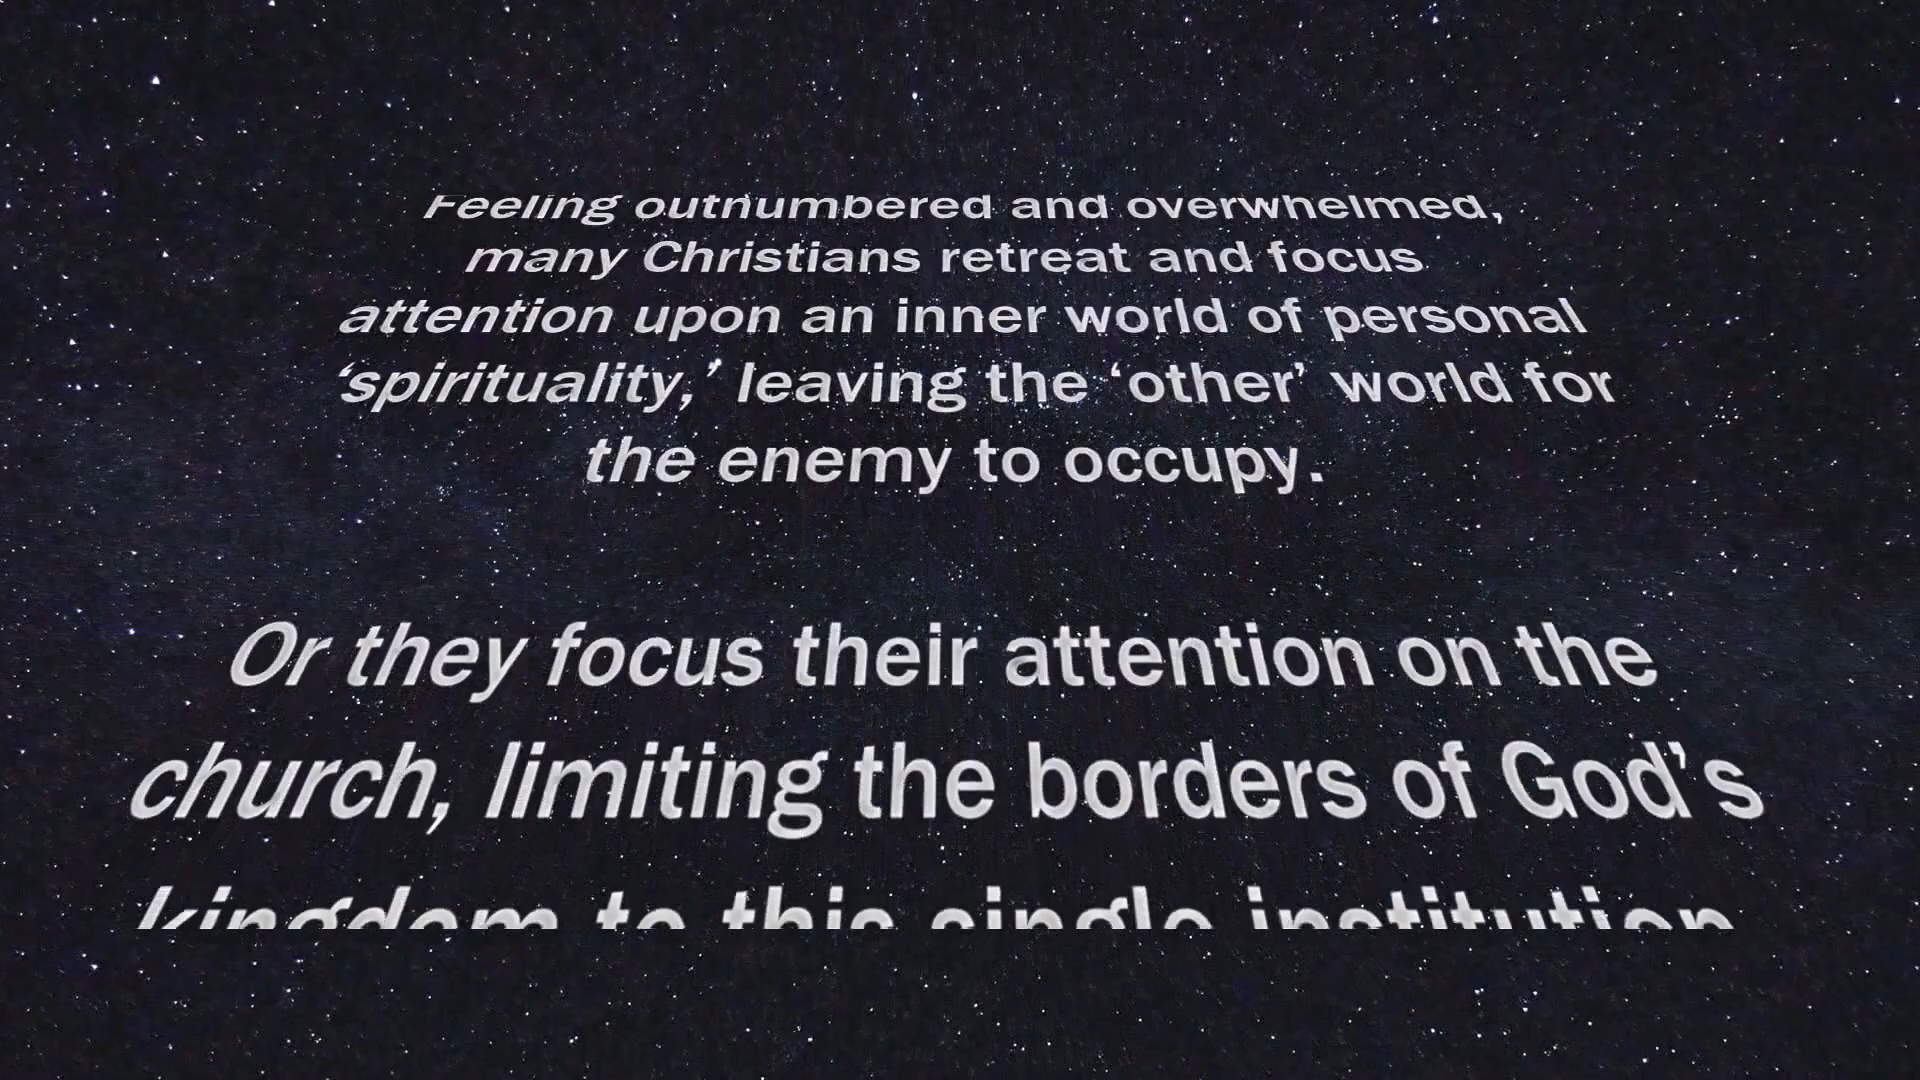 Feeling outnumbered and overwhelmed,
many Christians retreat and focus
attention upon an inner world of personal
‘spirituality,’ leaving the ‘other’ world for
the enemy to occupy.
Or they focus their attention on the
church, limiting the borders of God’s
kingdom to this single institution